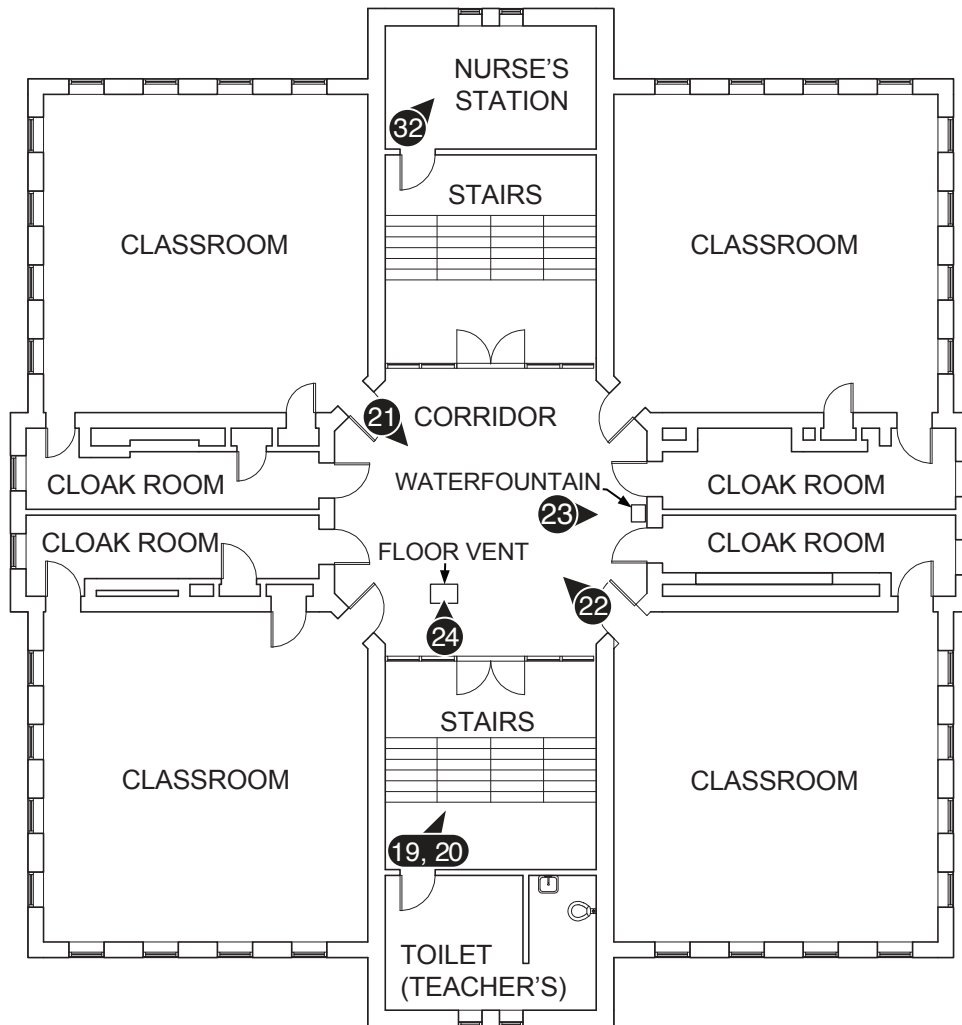 NURSE'S
STATION
32
STAIRS
CLASSROOM
CLASSROOM
21
CORRIDOR
WATERFOUNTAIN
CLOAK ROOM
CLOAK ROOM
23
CLOAK ROOM
CLOAK ROOM
FLOOR VENT
22
24
STAIRS
CLASSROOM
CLASSROOM
19, 20
TOILET
(TEACHER'S)